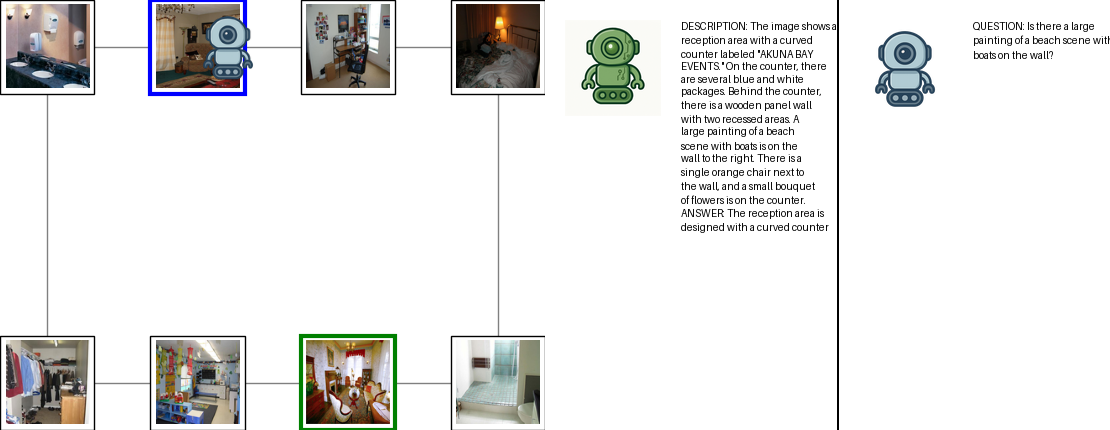 DESCRIPTION: The image shows a
reception area with a curved
counter labeled "AKUNA BAY
EVENTS." On the counter, there
are several blue and white
packages. Behind the counter,
there is a wooden panel wall
with two recessed areas. A
large painting of a beach
scene with boats is on the
wall to the right. There is a
single orange chair next to
the wall, and a small bouquet
of flowers is on the counter.
ANSWER: The reception area is
designed with a curved counter
QUESTION: Is there a large
painting of a beach scene with
boats on the wall?